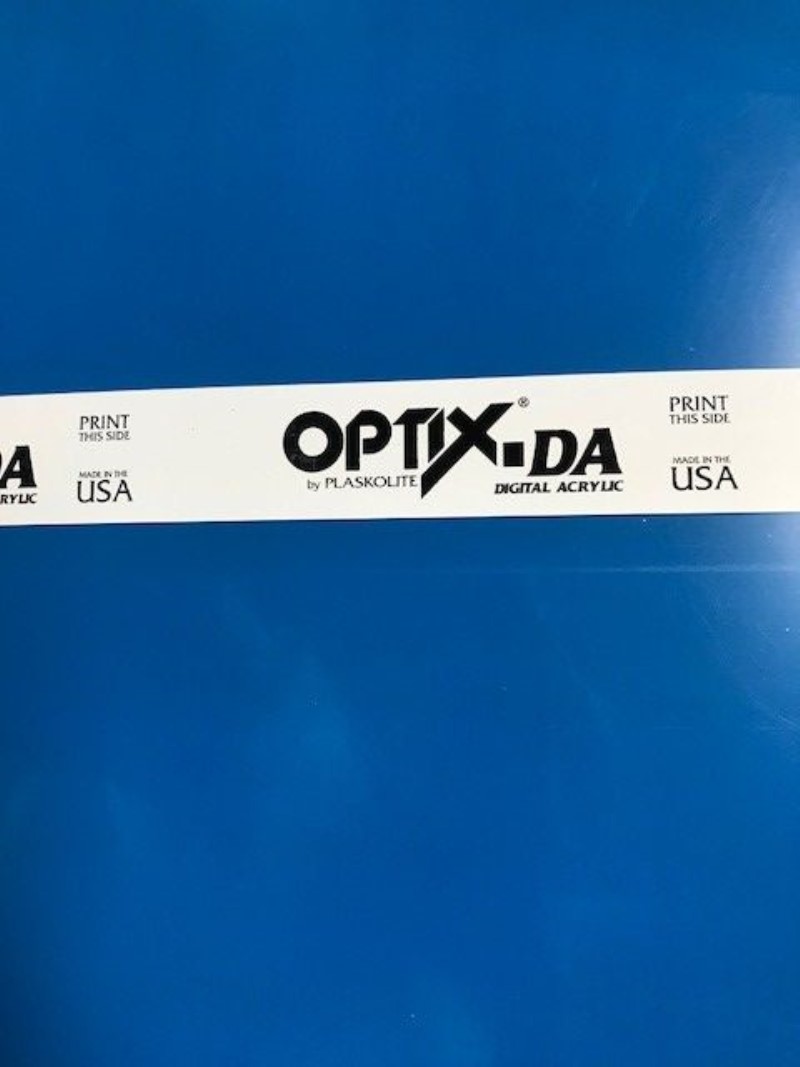 DA
RYLIC
PRINT
THIS SIDE
MADE IN THE
USA
OPTIX.DA
®
by PLASKOLITE
DIGITAL ACRYLIC
PRINT
THIS SIDE
MADE IN THE
USA